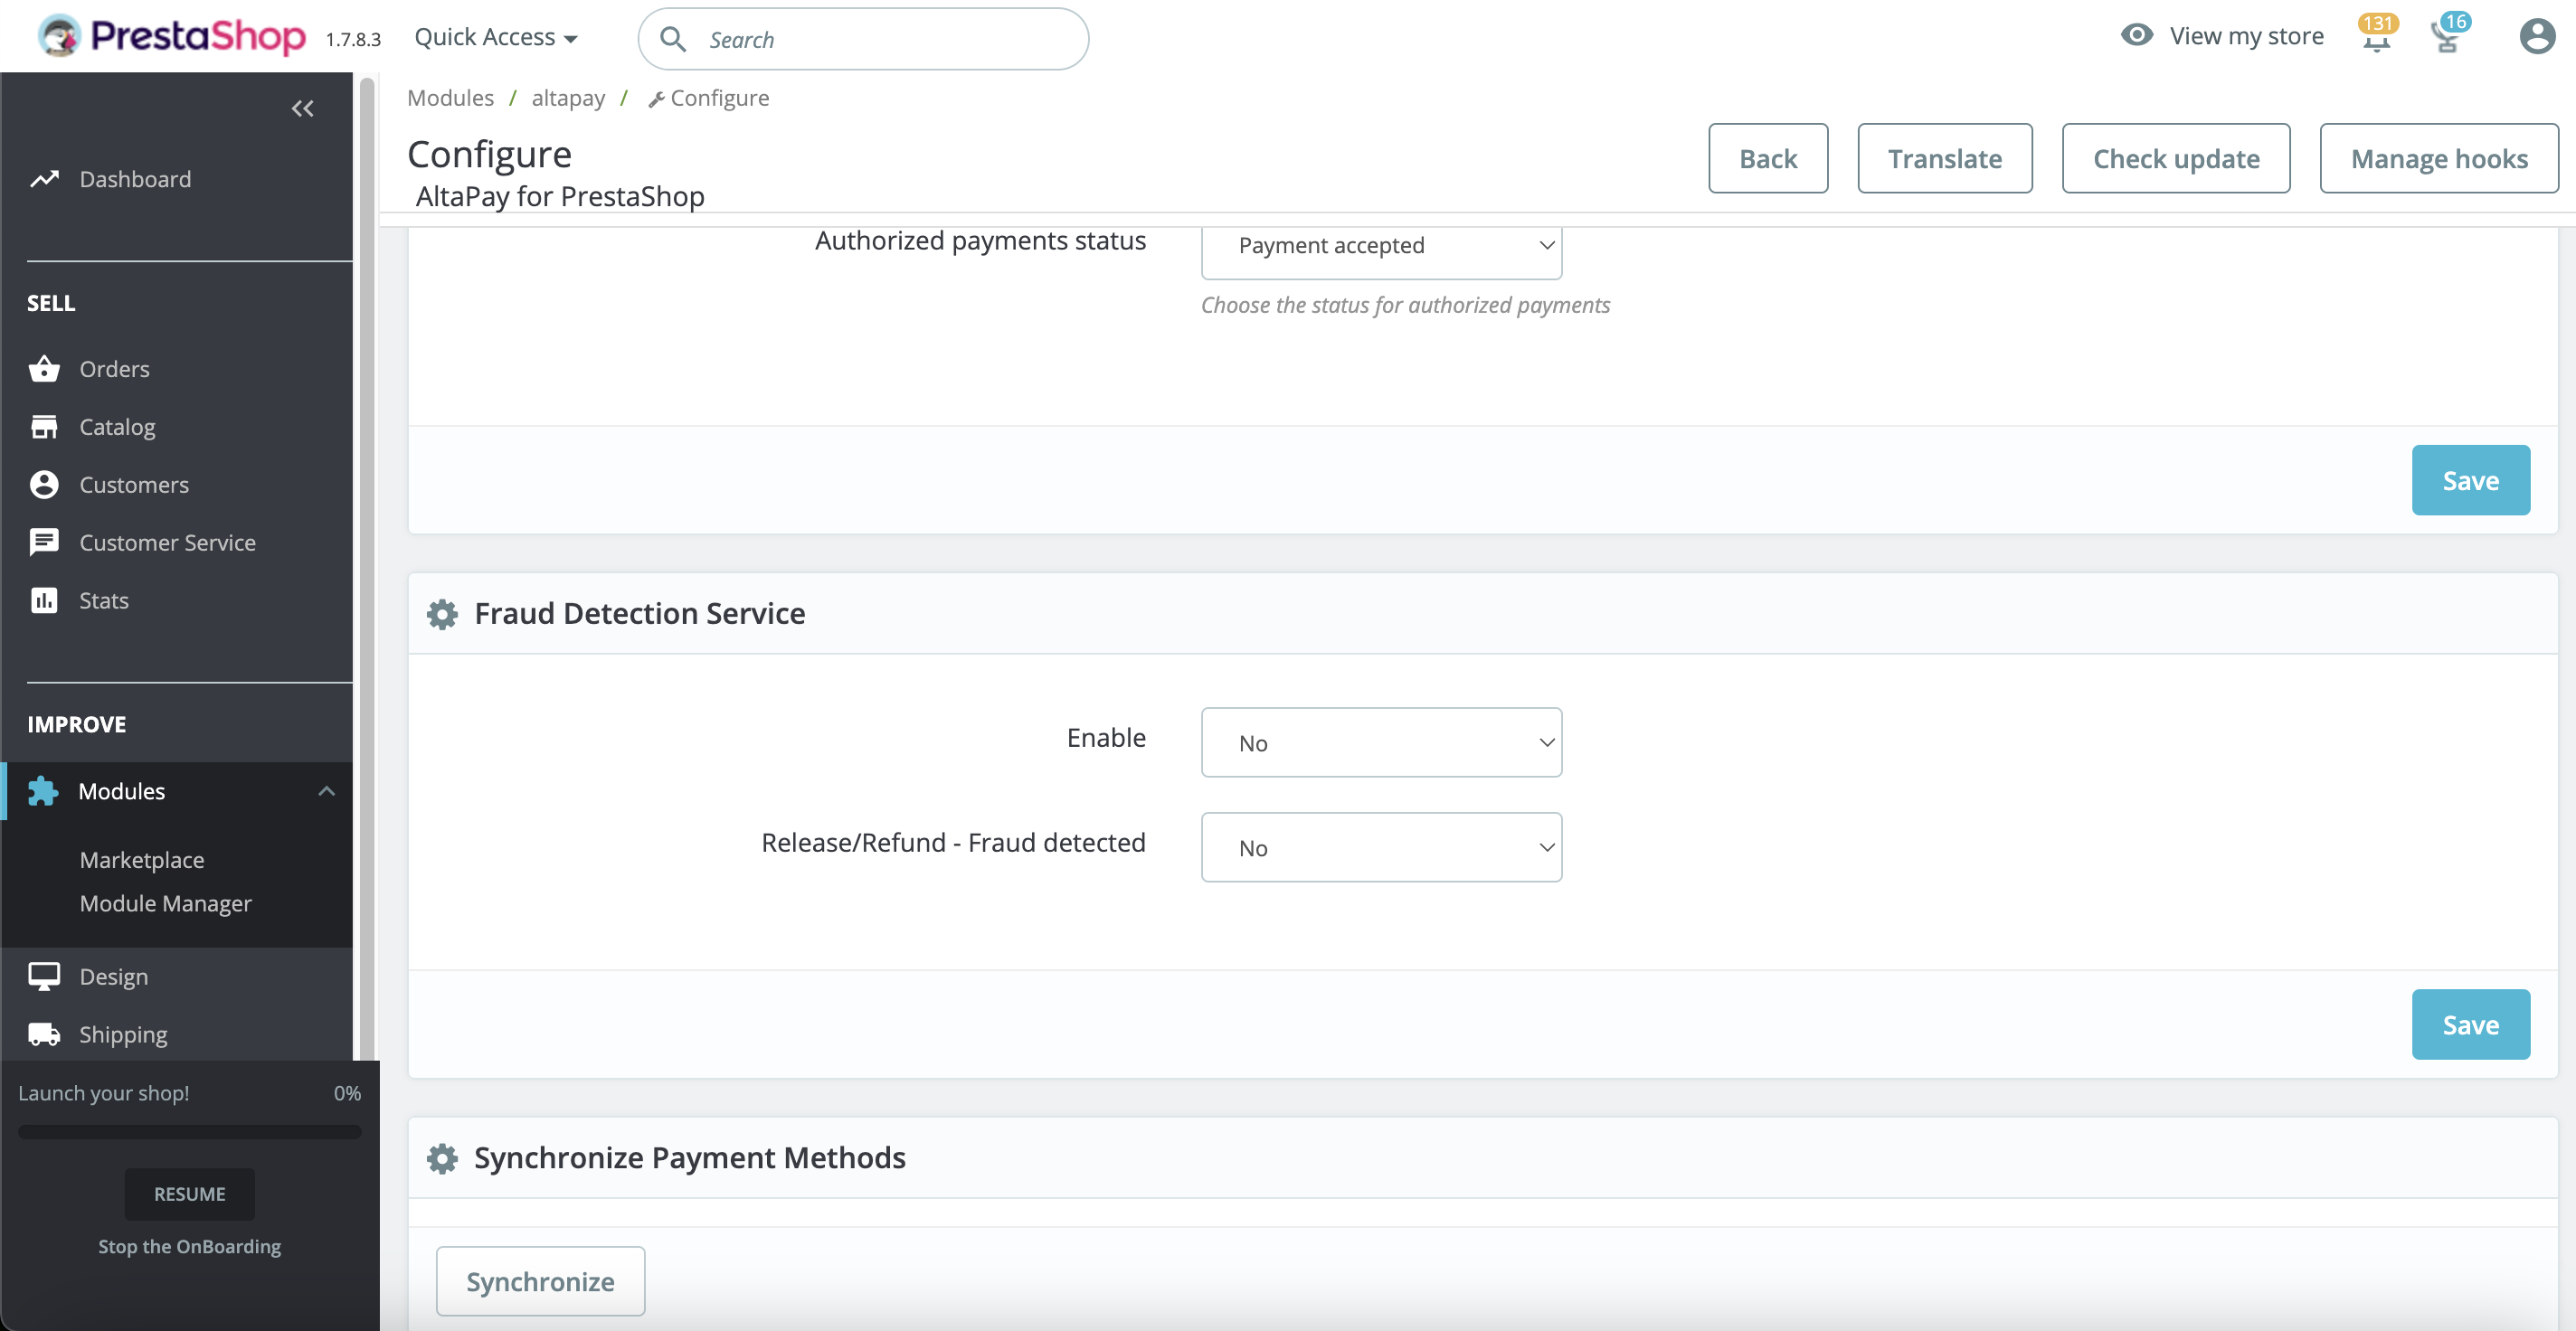 PrestaShop 1.7.8.3 Quick Access Search View my store 131 16
Modules / altapay / Configure
Configure
AltaPay for PrestaShop
Back Translate Check update Manage hooks
Dashboard
SELL
Orders
Catalog
Customers
Customer Service
Stats
IMPROVE
Modules
Marketplace
Module Manager
Design
Shipping
Launch your shop! 0%
RESUME
Stop the OnBoarding
Authorized payments status Payment accepted
Choose the status for authorized payments
Save
Fraud Detection Service
Enable No
Release/Refund - Fraud detected No
Save
Synchronize Payment Methods
Synchronize